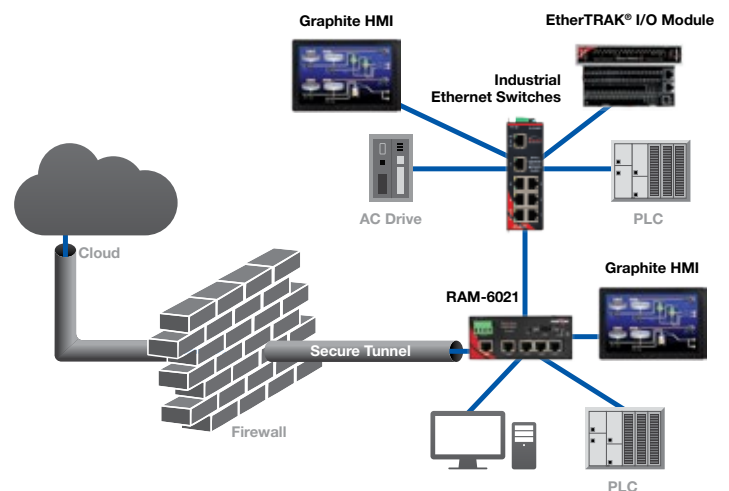 Graphite HMI
EtherTRAK® I/O Module
Industrial
Ethernet Switches
AC Drive
PLC
Cloud
Graphite HMI
RAM-6021
Secure Tunnel
Firewall
PLC